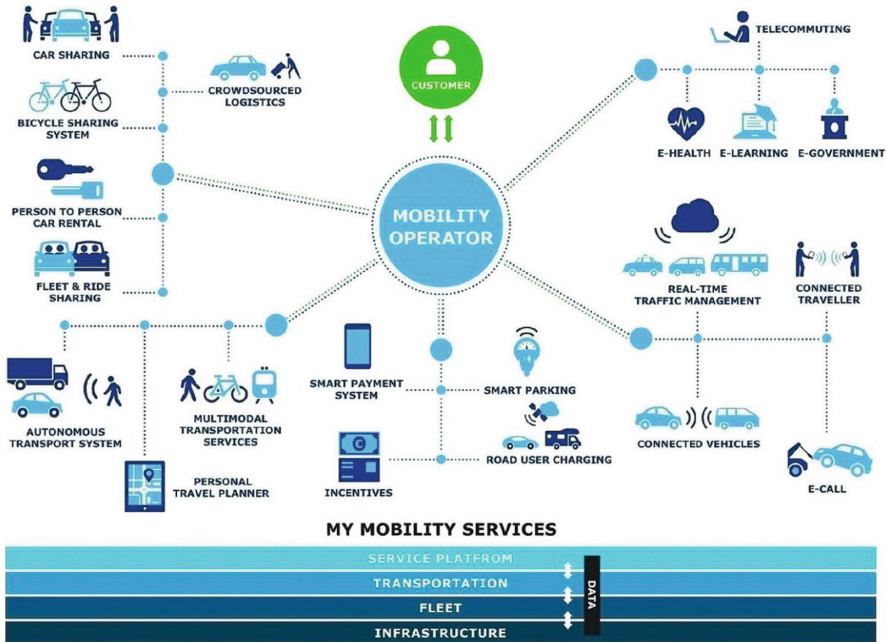 CAR SHARING
BICYCLE SHARING
SYSTEM
PERSON TO PERSON
CAR RENTAL
FLEET & RIDE
SHARING
CROWDSOURCED
LOGISTICS
CUSTOMER
MOBILITY
OPERATOR
TELECOMMUTING
E-HEALTH
E-LEARNING
E-GOVERNMENT
REAL-TIME
TRAFFIC MANAGEMENT
CONNECTED
TRAVELLER
AUTONOMOUS
TRANSPORT SYSTEM
MULTIMODAL
TRANSPORTATION
SERVICES
PERSONAL
TRAVEL PLANNER
SMART PAYMENT
SYSTEM
INCENTIVES
SMART PARKING
ROAD USER CHARGING
CONNECTED VEHICLES
E-CALL
MY MOBILITY SERVICES
SERVICE PLATFROM
TRANSPORTATION
FLEET
INFRASTRUCTURE
DATA